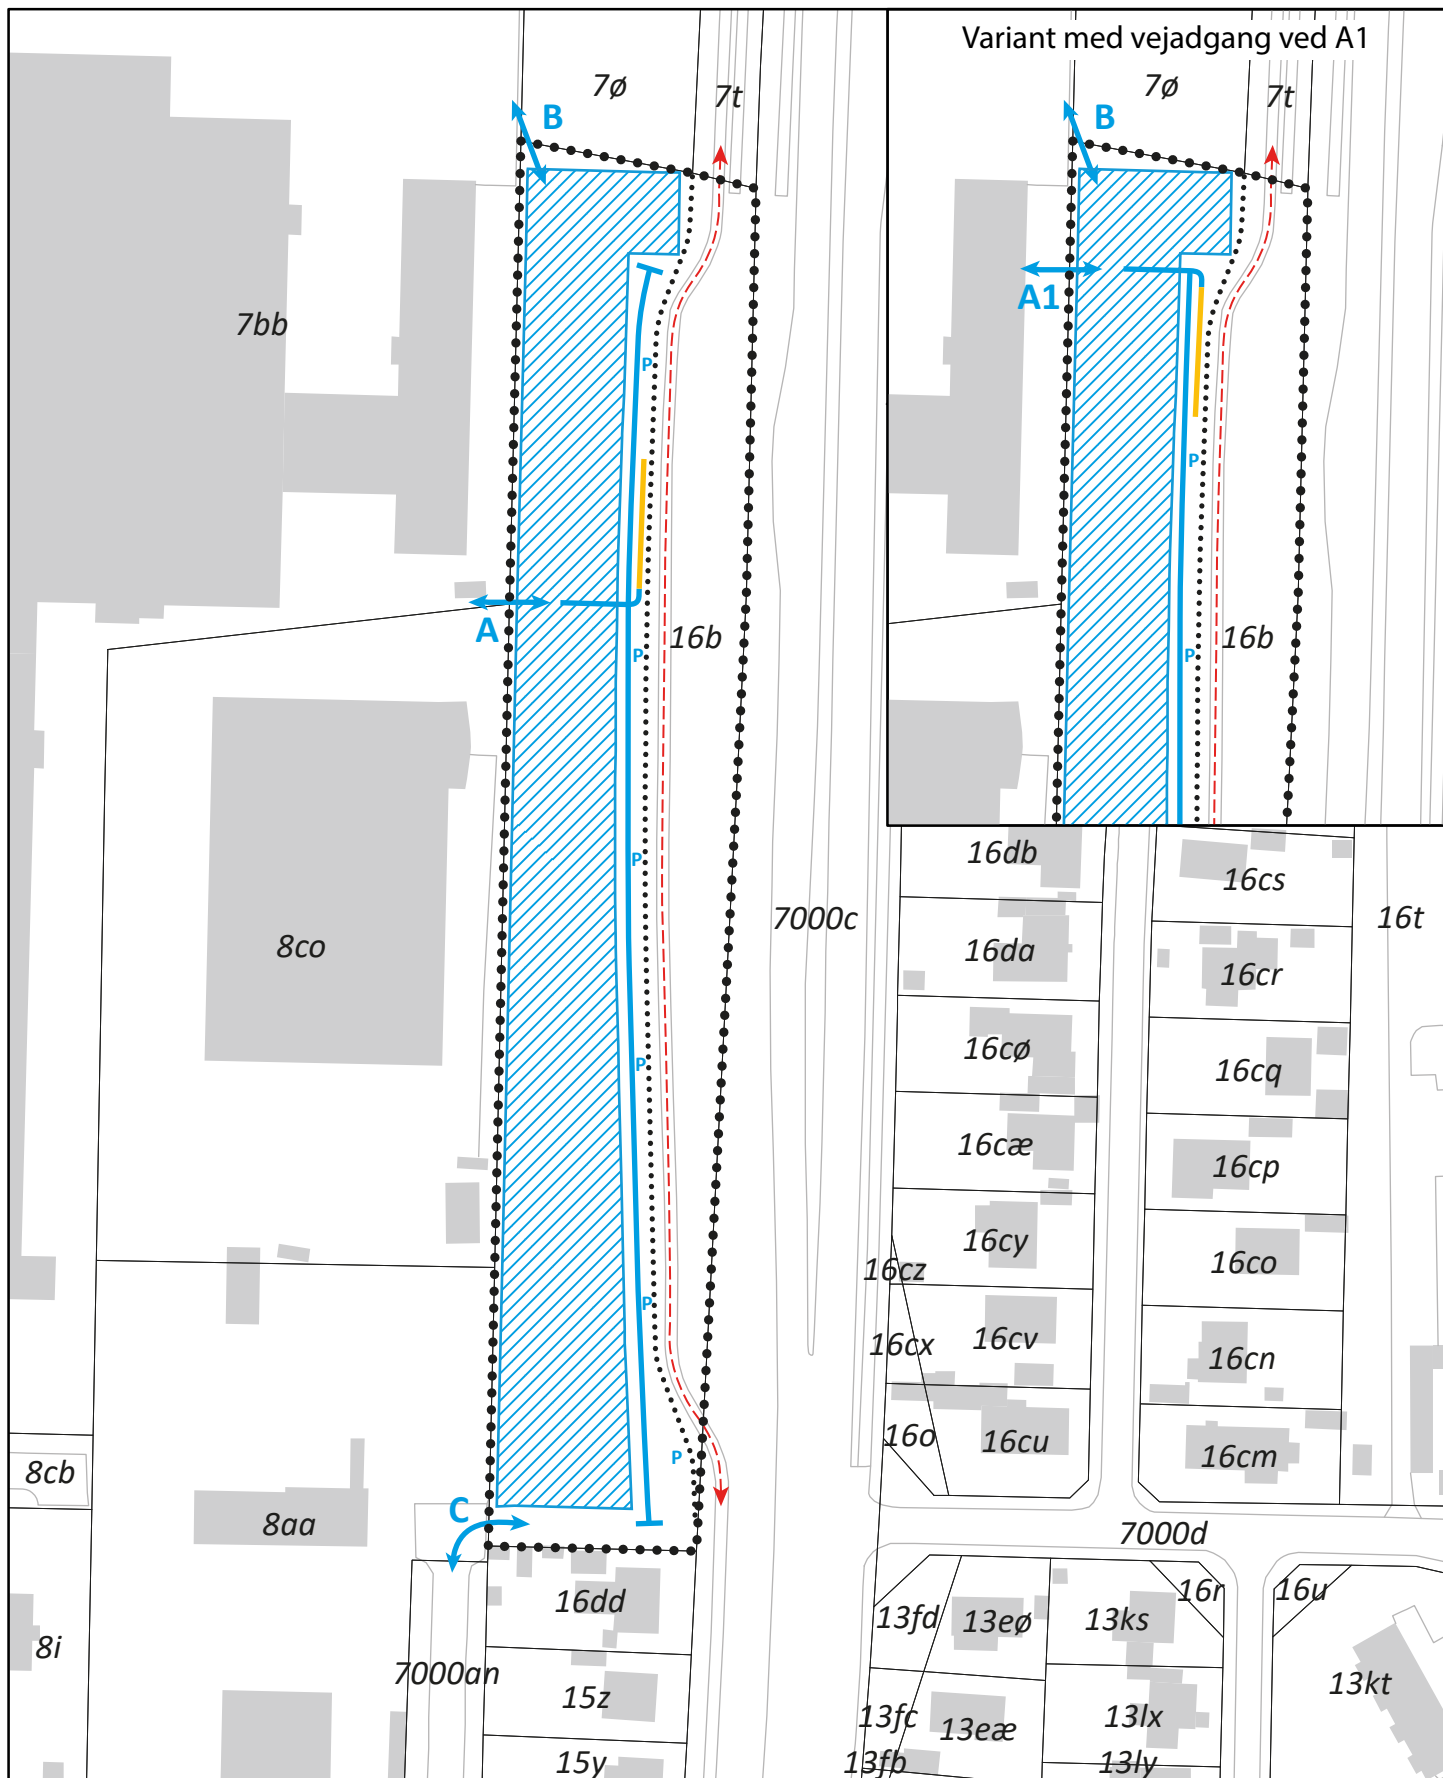 Variant med vejadgang ved A1
7ø
7t
B
7bb
A
P
16b
P
P
P
P
P
8co
7000c
7ø
7t
B
A1
P
P
16b
16db
16cs
16t
16da
16cr
16cø
16cq
16cæ
16cp
16cy
16co
16cz
16cx
16cv
16cn
16o
16cu
16cm
8cb
8aa
C
7000d
16dd
13fd
13eø
13ks
16r
16u
8i
7000an
15z
13fc
13eæ
13lx
13kt
15y
13fb
13ly